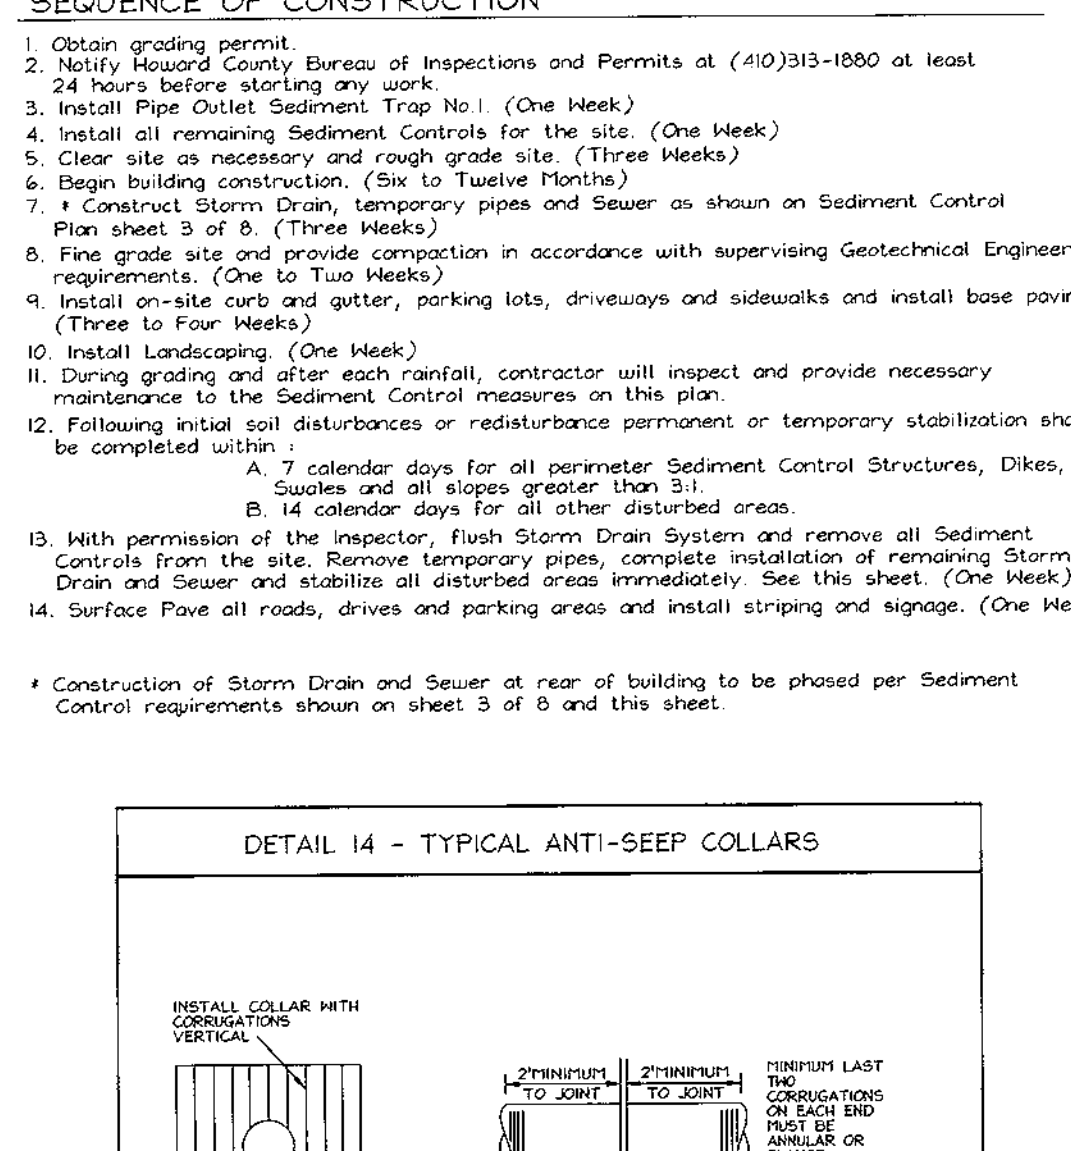 SEQUENCE OF CONSTRUCTION
1. Obtain grading permit.
2. Notify Howard County Bureau of Inspections and Permits at (410)313-1880 at least
24 hours before starting any work.
3. Install Pipe Outlet Sediment Trap No.1. (One Week)
4. Install all remaining Sediment Controls for the site. (One Week)
5. Clear site as necessary and rough grade site. (Three Weeks)
6. Begin building construction. (Six to Twelve Months)
7. * Construct Storm Drain, temporary pipes and Sewer as shown on Sediment Control
Plan sheet 3 of 8. (Three Weeks)
8. Fine grade site and provide compaction in accordance with supervising Geotechnical Engineer
requirements. (One to Two Weeks)
9. Install on-site curb and gutter, parking lots, driveways and sidewalks and install base
(Three to Four Weeks)
10. Install Landscaping. (One Week)
11. During grading and after each rainfall, contractor will inspect and provide necessary
maintenance to the Sediment Control measures on this plan.
12. Following initial soil disturbances or redisturbance permanent or temporary stabilization
be completed within :
A. 7 calendar days for all perimeter Sediment Control Structures, Dikes,
Swales and all slopes greater than 3:1.
B. 14 calendar days for all other disturbed areas.
13. With permission of the Inspector, flush Storm Drain System and remove all Sediment
Controls from the site. Remove temporary pipes, complete installation of remaining Storm
Drain and Sewer and stabilize all disturbed areas immediately. See this sheet. (One Week)
14. Surface Pave all roads, drives and parking areas and install striping and signage. (One
* Construction of Storm Drain and Sewer at rear of building to be phased per Sediment
Control requirements shown on sheet 3 of 8 and this sheet.
DETAIL 14 - TYPICAL ANTI-SEEP COLLARS
INSTALL COLLAR WITH
CORRUGATIONS
VERTICAL
2'MINIMUM
TO JOINT
2'MINIMUM
TO JOINT
MINIMUM LAST
TWO
CORRUGATIONS
ON EACH END
MUST BE
ANNULAR OR